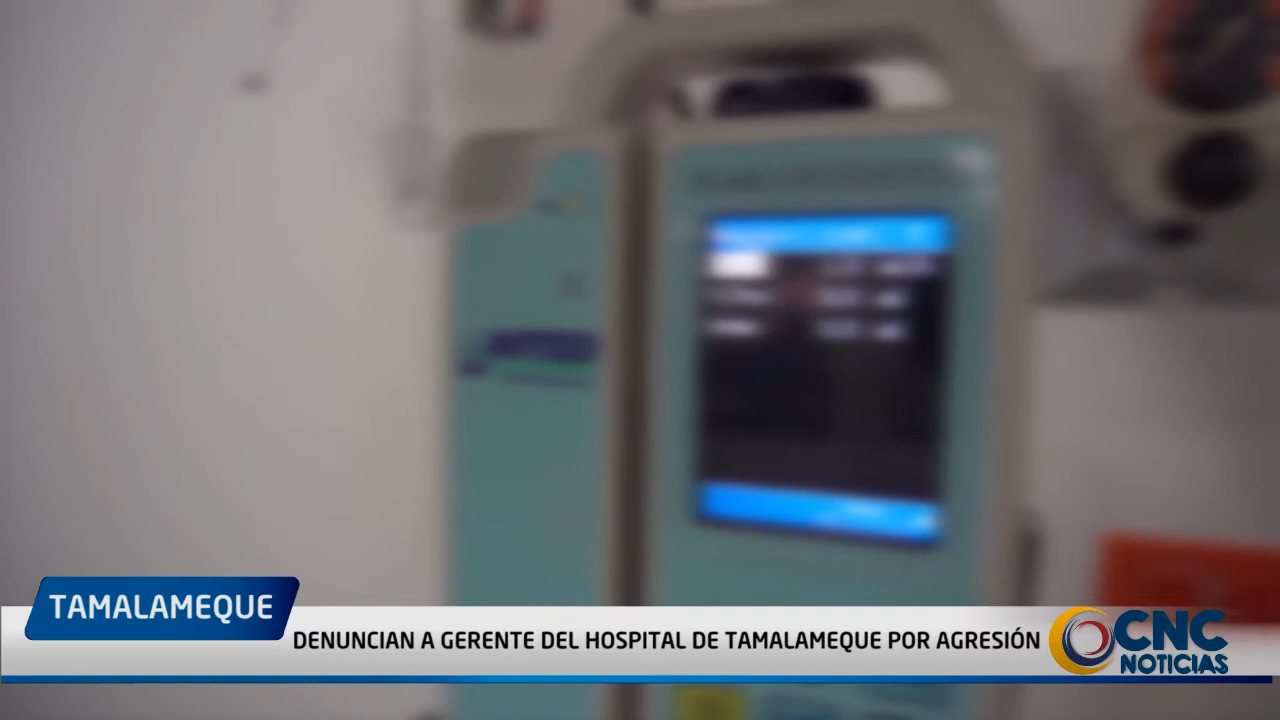 TAMALAMEQUE
DENUNCIAN A GERENTE DEL HOSPITAL DE TAMALAMEQUE POR AGRESIÓN
CNC
NOTICIAS